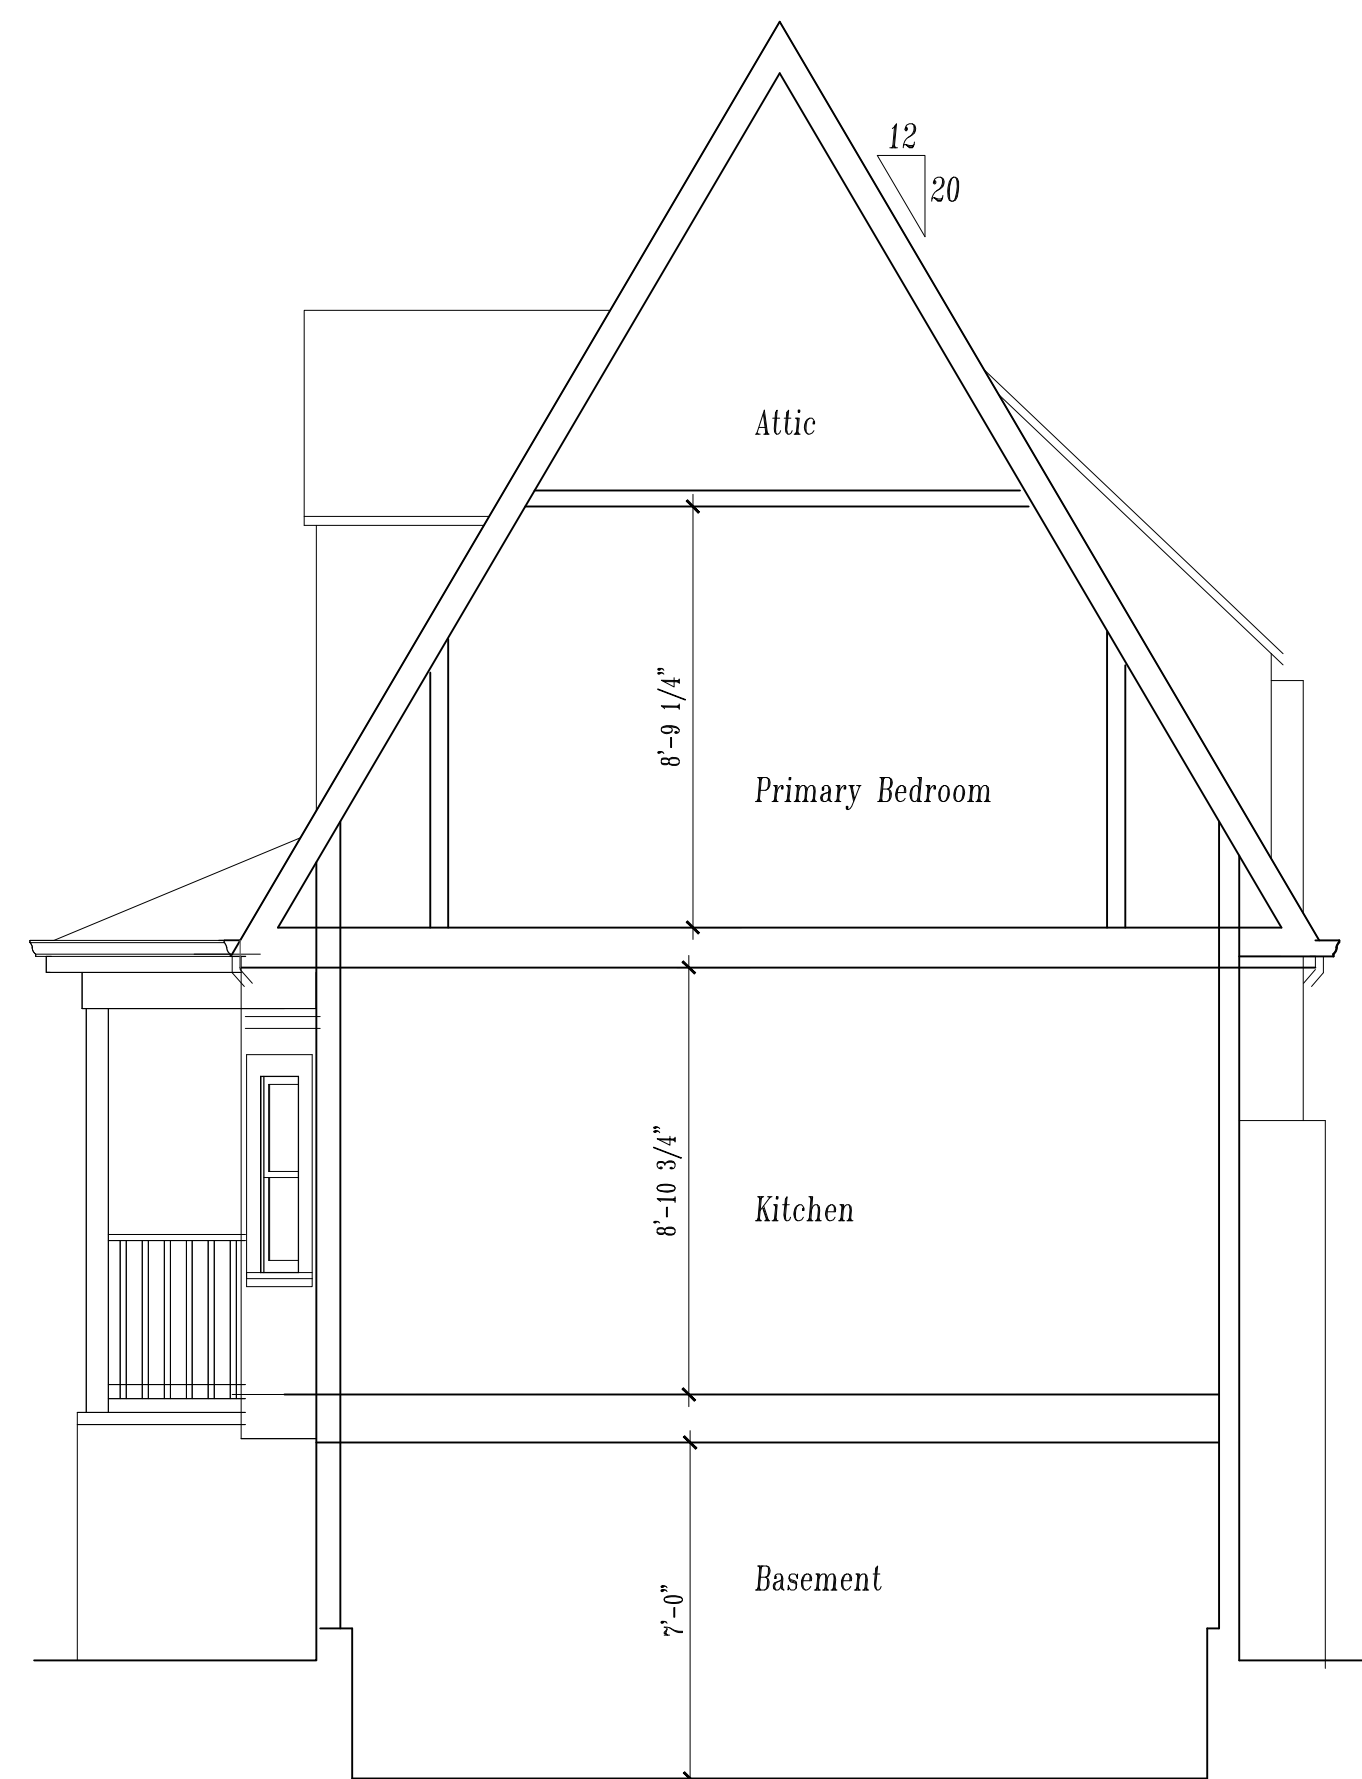 12
20
Attic
8'-9 1/4"
Primary Bedroom
8'-10 3/4"
Kitchen
Basement
7'-0"